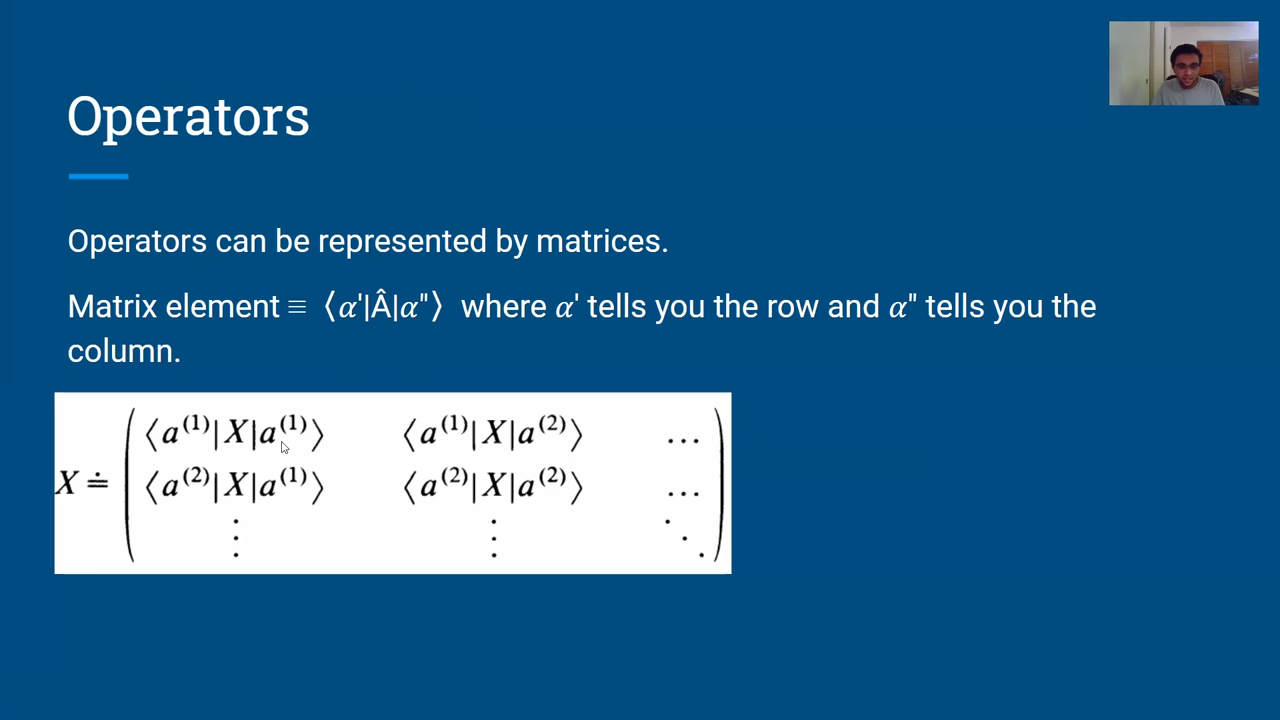 Operators
Operators can be represented by matrices.
Matrix element ≡ ⟨α'|Â|α"⟩ where α' tells you the row and α" tells you the
column.
⟨a⁽¹⁾|X|a⁽¹⁾⟩ ⟨a⁽¹⁾|X|a⁽²⁾⟩ …
X ≐ ⟨a⁽²⁾|X|a⁽¹⁾⟩ ⟨a⁽²⁾|X|a⁽²⁾⟩ …
⋮ ⋮ ⋱